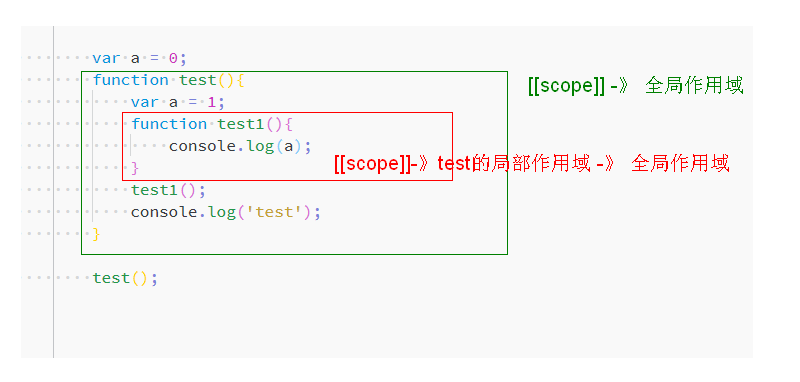 var a = 0;
function test(){
[[scope]] -》 全局作用域
var a = 1;
function test1(){
console.log(a);
[[scope]]-》test的局部作用域 -》 全局作用域
}
test1();
console.log('test');
}
test();